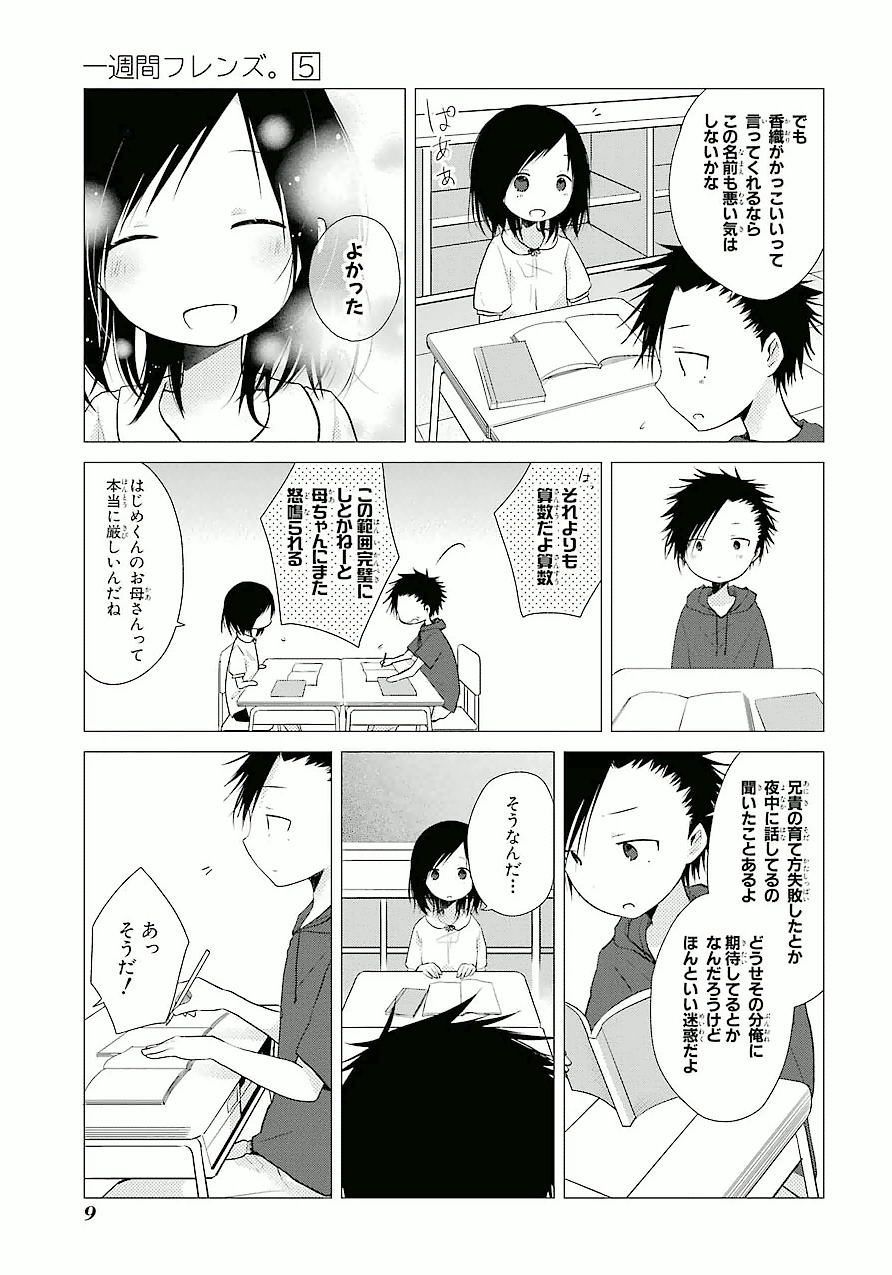 一週間フレンズ。5
でも
香織がかっこいいって
言ってくれるなら
この名前も悪い気は
しないかな
ぱぁぁぁ
よかった
は、
それよりも
算数だよ算数
この範囲完璧に
しとかねーと
母ちゃんにまた
怒鳴られる
はじめくんのお母さんって
本当に厳しいんだね
兄貴の育て方失敗したとか
夜中に話してるの
聞いたことあるよ
どうせその分俺に
期待してるとか
なんだろうけど
ほんといい迷惑だよ
そうなんだ…
あっ
そうだ！
9